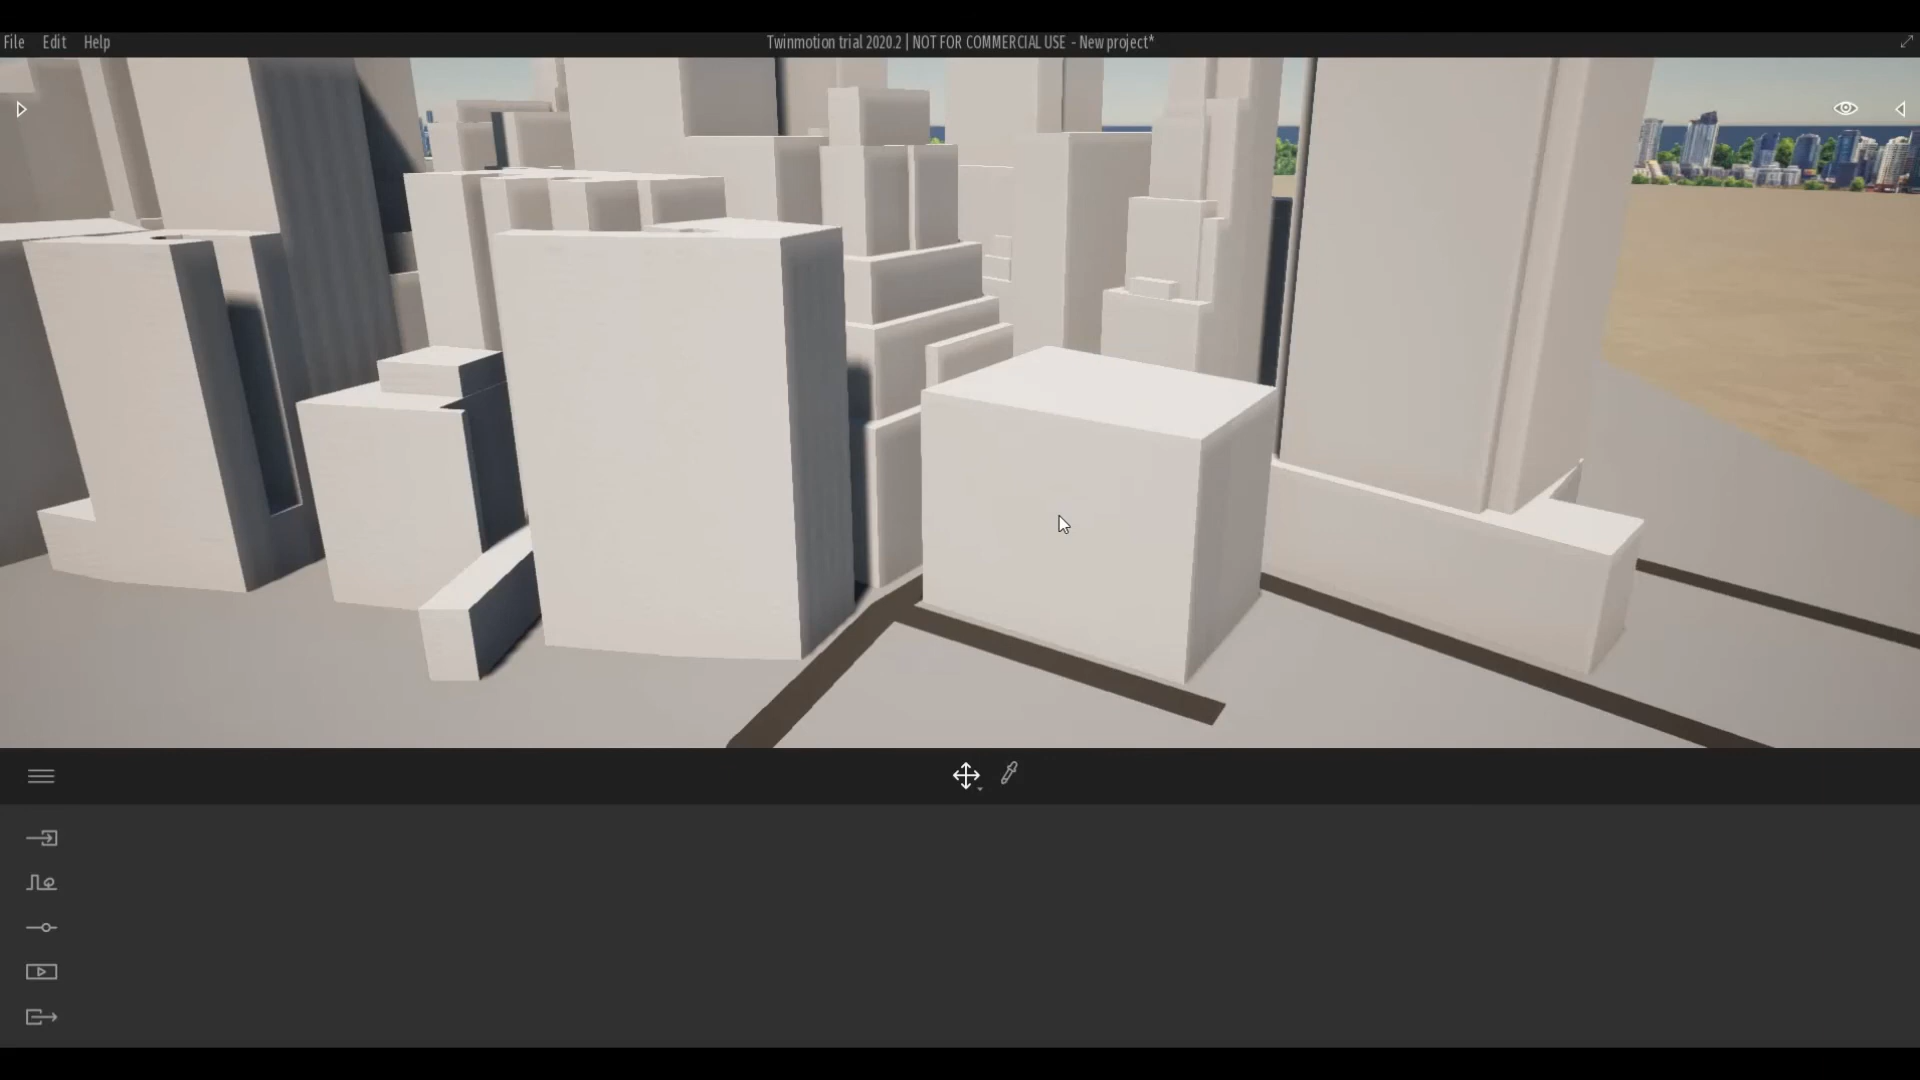 File Edit Help
Twinmotion trial 2020.2 | NOT FOR COMMERCIAL USE - New project*